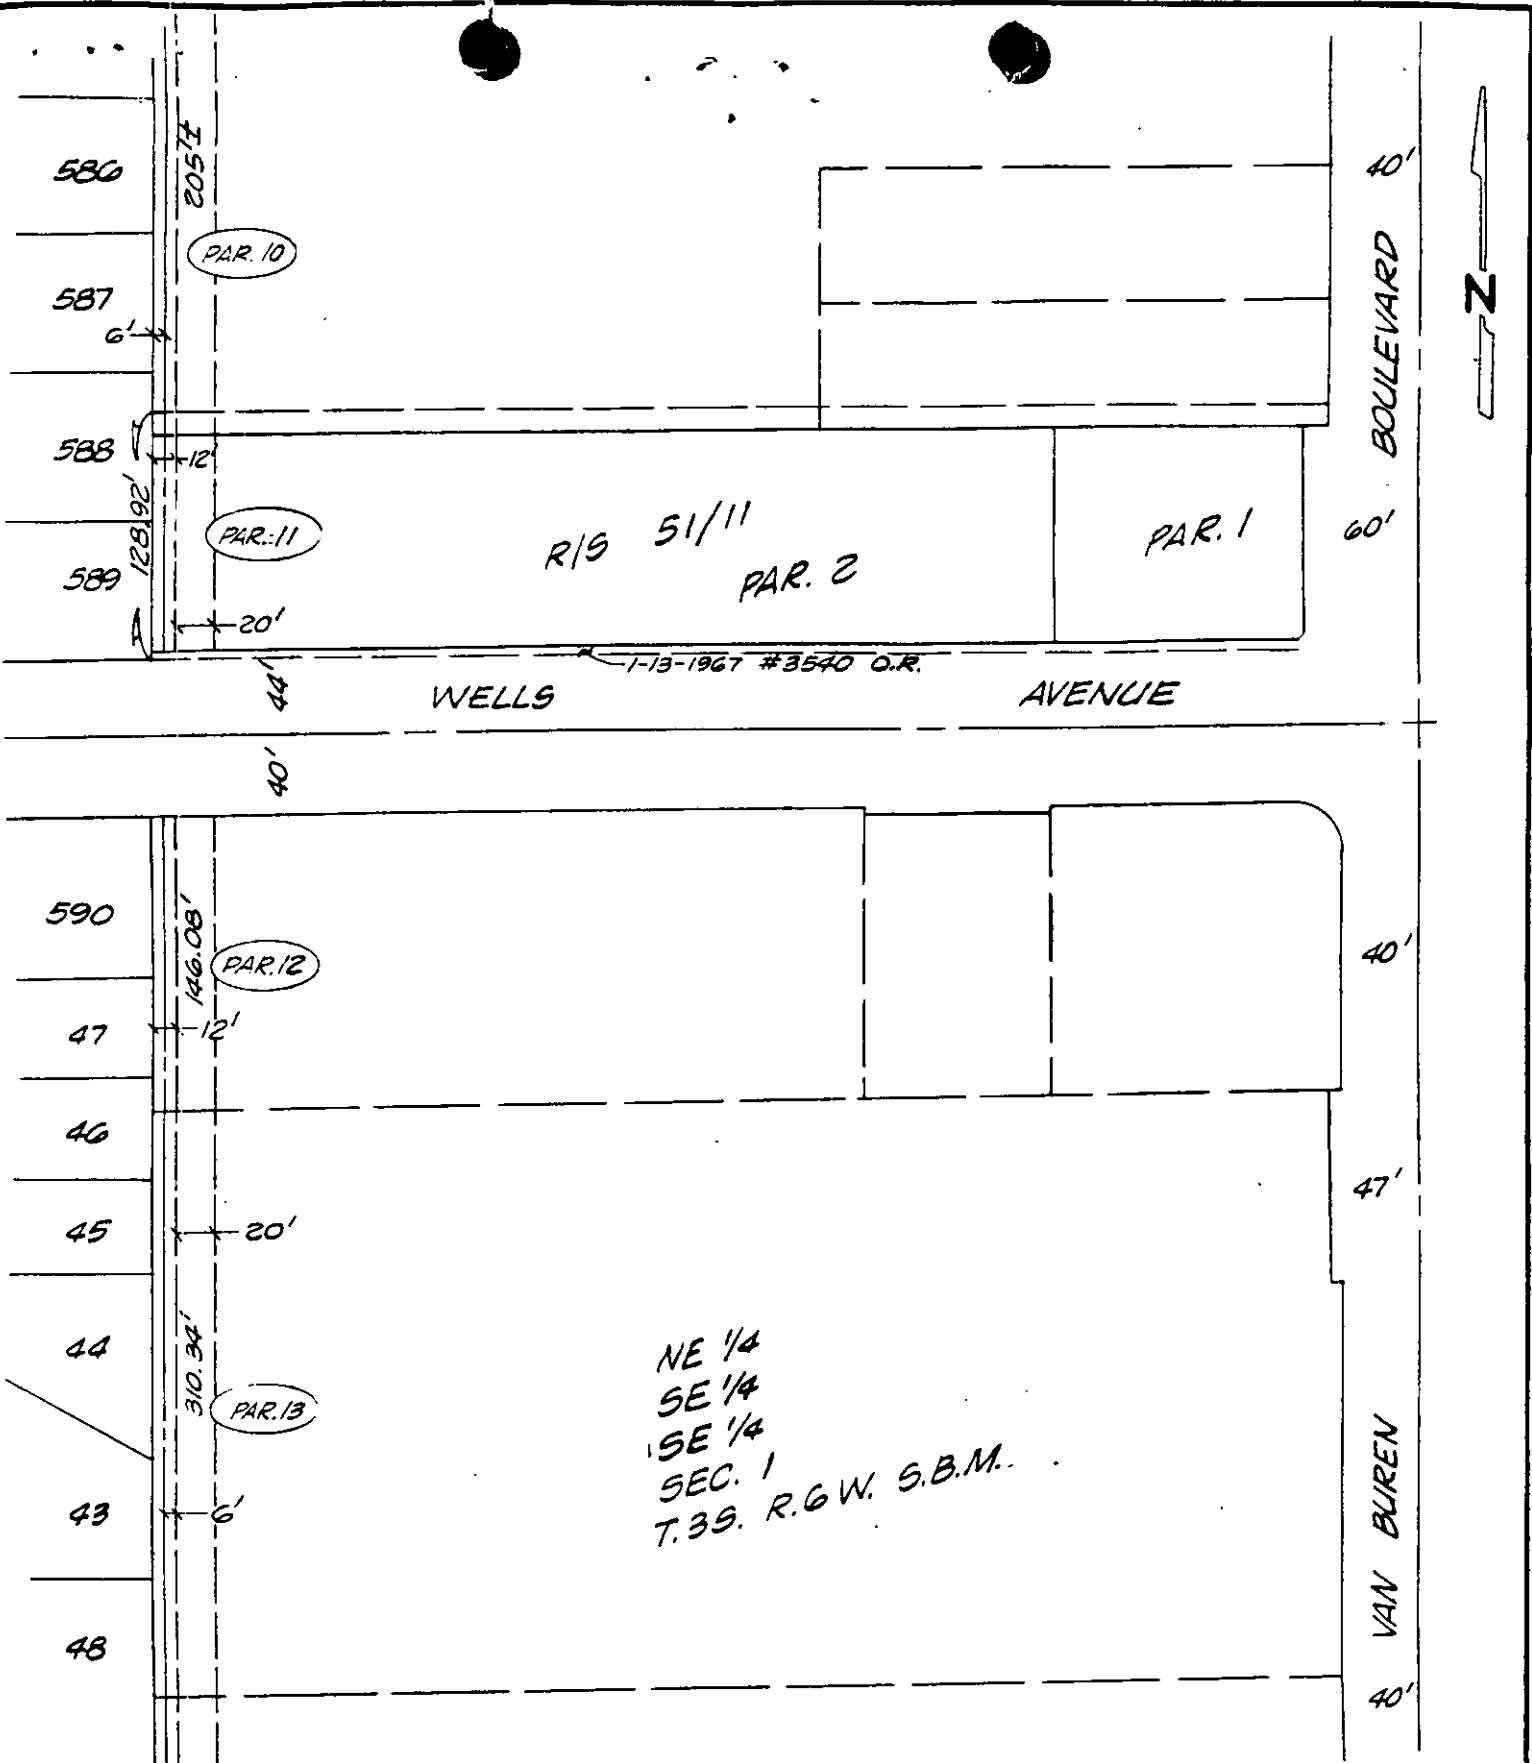 586
205'±
40'
PAR. 10
BOULEVARD
N
587
6'
588
12'
128.92'
PAR. 11
R/S 51/11
PAR. 2
PAR. 1
60'
589
20'
1-13-1967 #3540 O.R.
44'
WELLS AVENUE
40'
590
146.08'
PAR. 12
40'
47
12'
46
47'
45
20'
44
310.34'
PAR. 13
NE 1/4
SE 1/4
SE 1/4
SEC. 1
T.3S. R.6W. S.B.M.
43
6'
VAN BUREN
48
40'